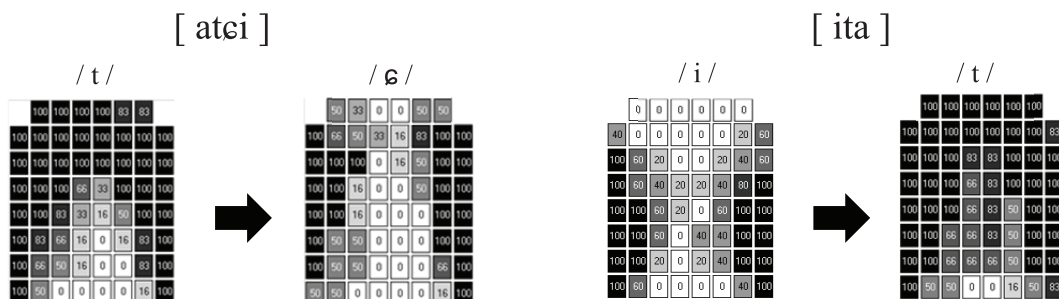 [ atɕi ] [ ita ]
/ t / / ɕ / / i / / t /
100 100 100 100 83 83
100 100 100 100 100 100 100 100
100 100 100 100 100 100 100 100
100 100 100 66 33 100 100 100
100 100 83 33 16 50 100 100
100 83 66 16 0 16 83 100
100 66 50 16 0 0 83 100
100 50 0 0 0 0 16 100
50 33 0 0 50 50
100 66 50 33 16 83 100 100
100 100 100 0 16 50 100 100
100 100 16 0 0 50 100 100
100 100 16 0 0 0 100 100
100 50 50 0 0 0 100 100
100 50 50 0 0 0 66 100
50 50 0 0 0 0 16 100
0 0 0 0 0 0
40 0 0 0 0 0 20 60
100 60 20 0 0 20 40 60
100 60 40 20 20 40 80 100
100 100 60 20 0 60 100 100
100 100 60 0 40 40 100 100
100 100 20 0 20 40 100 100
100 60 0 0 0 0 40 100
100 100 100 100 100 100
100 100 100 100 100 100 100 83
100 100 100 83 83 100 100 100
100 100 100 66 83 100 100 100
100 100 66 66 83 50 100 100
100 100 66 66 83 50 100 100
100 100 66 66 66 50 100 100
100 50 50 0 0 16 50 83